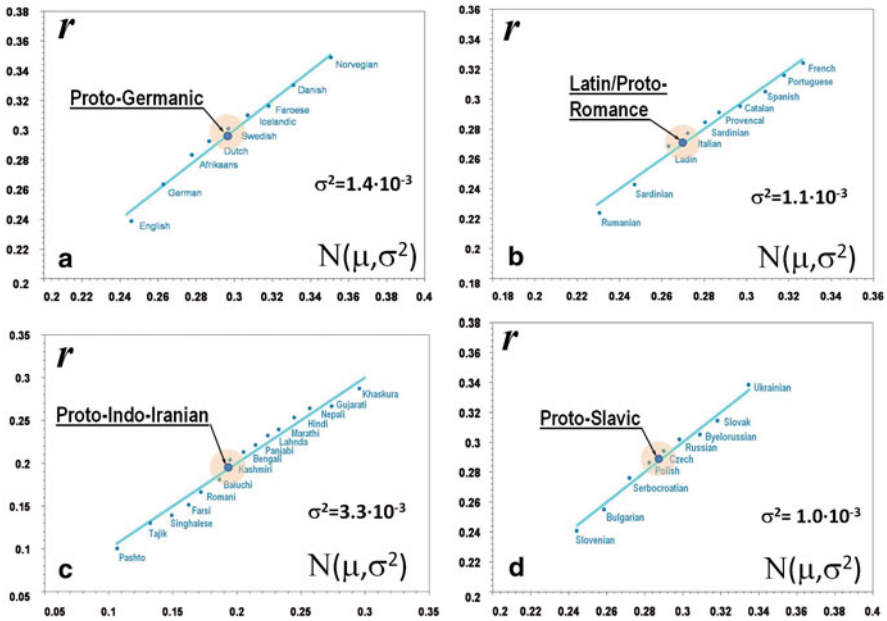 r
0.38
0.36
0.34
0.32
0.3
0.28
0.26
0.24
0.22
0.2
Norvegian
Danish
Faroese
Icelandic
Swedish
Dutch
Afrikaans
German
English
Proto-Germanic
σ²=1.4·10⁻³
a
N(μ,σ²)
0.2 0.22 0.24 0.26 0.28 0.3 0.32 0.34 0.36 0.38 0.4
r
0.34
0.32
0.3
0.28
0.26
0.24
0.22
0.2
0.18
French
Portuguese
Spanish
Catalan
Provencal
Sardinian
Italian
Ladin
Sardinian
Rumanian
Latin/Proto-
Romance
σ²=1.1·10⁻³
b
N(μ,σ²)
0.18 0.2 0.22 0.24 0.26 0.28 0.3 0.32 0.34 0.36
r
0.35
0.3
0.25
0.2
0.15
0.1
0.05
Khaskura
Gujarati
Nepali
Hindi
Marathi
Lahnda
Panjabi
Bengali
Kashmiri
Baluchi
Romani
Farsi
Singhalese
Tajik
Pashto
Proto-Indo-Iranian
σ²=3.3·10⁻³
c
N(μ,σ²)
0.05 0.1 0.15 0.2 0.25 0.3 0.35
r
0.38
0.36
0.34
0.32
0.3
0.28
0.26
0.24
0.22
0.2
Ukrainian
Slovak
Byelorussian
Russian
Czech
Polish
Serbocroatian
Bulgarian
Slovenian
Proto-Slavic
σ²= 1.0·10⁻³
d
N(μ,σ²)
0.2 0.22 0.24 0.26 0.28 0.3 0.32 0.34 0.36 0.38